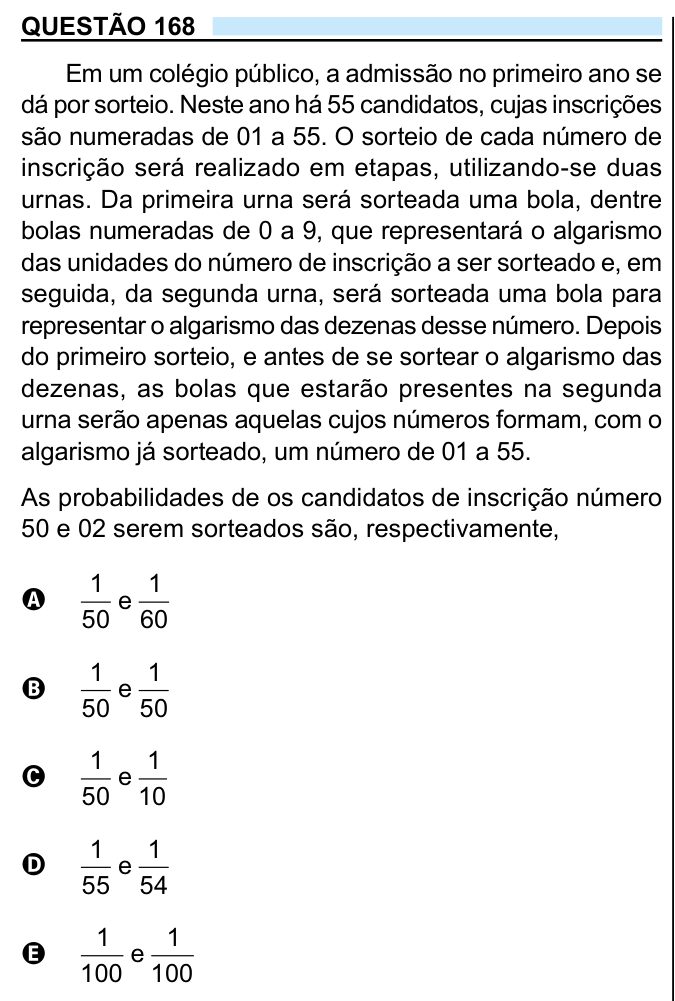 QUESTÃO 168
Em um colégio público, a admissão no primeiro ano se
dá por sorteio. Neste ano há 55 candidatos, cujas inscrições
são numeradas de 01 a 55. O sorteio de cada número de
inscrição será realizado em etapas, utilizando-se duas
urnas. Da primeira urna será sorteada uma bola, dentre
bolas numeradas de 0 a 9, que representará o algarismo
das unidades do número de inscrição a ser sorteado e, em
seguida, da segunda urna, será sorteada uma bola para
representar o algarismo das dezenas desse número. Depois
do primeiro sorteio, e antes de se sortear o algarismo das
dezenas, as bolas que estarão presentes na segunda
urna serão apenas aquelas cujos números formam, com o
algarismo já sorteado, um número de 01 a 55.
As probabilidades de os candidatos de inscrição número
50 e 02 serem sorteados são, respectivamente,
A 1/50 e 1/60
B 1/50 e 1/50
C 1/50 e 1/10
D 1/55 e 1/54
E 1/100 e 1/100